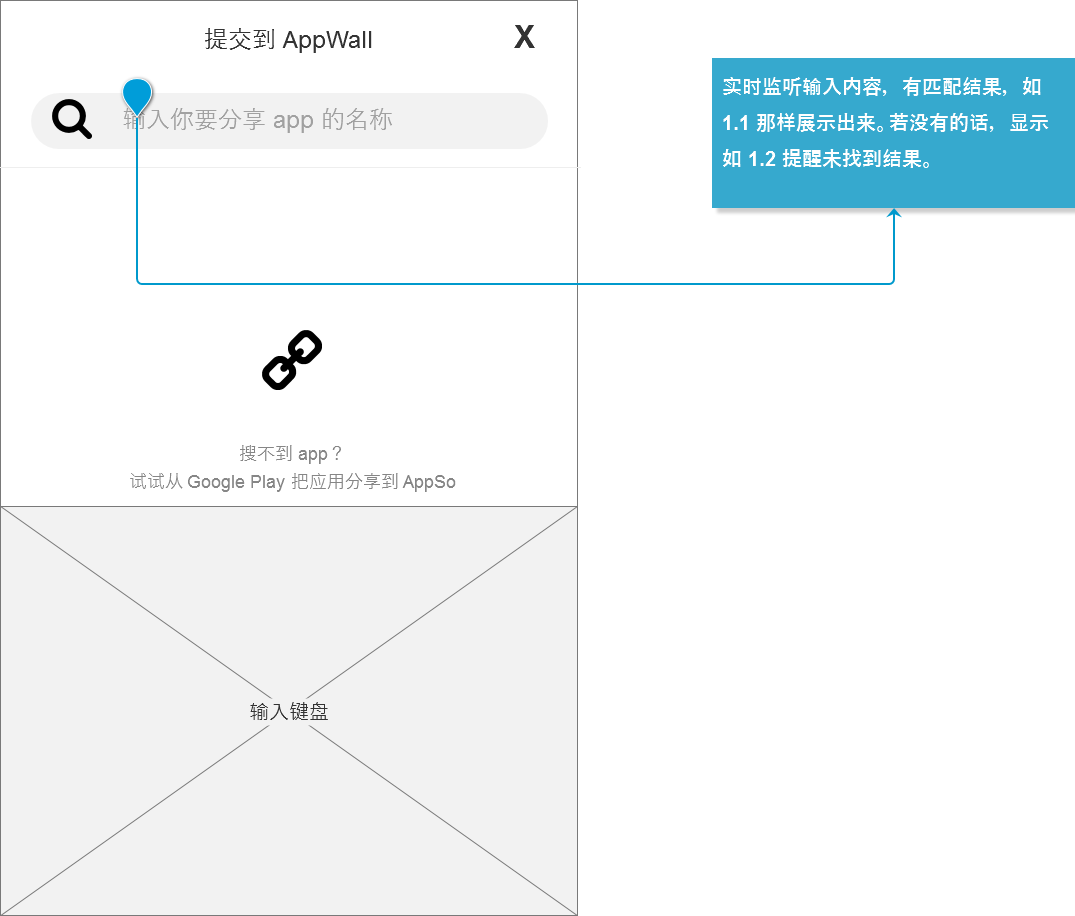 提交到 AppWall
X
输入你要分享 app 的名称
实时监听输入内容，有匹配结果，如
1.1 那样展示出来。若没有的话，显示
如 1.2 提醒未找到结果。
搜不到 app？
试试从 Google Play 把应用分享到 AppSo
输入键盘